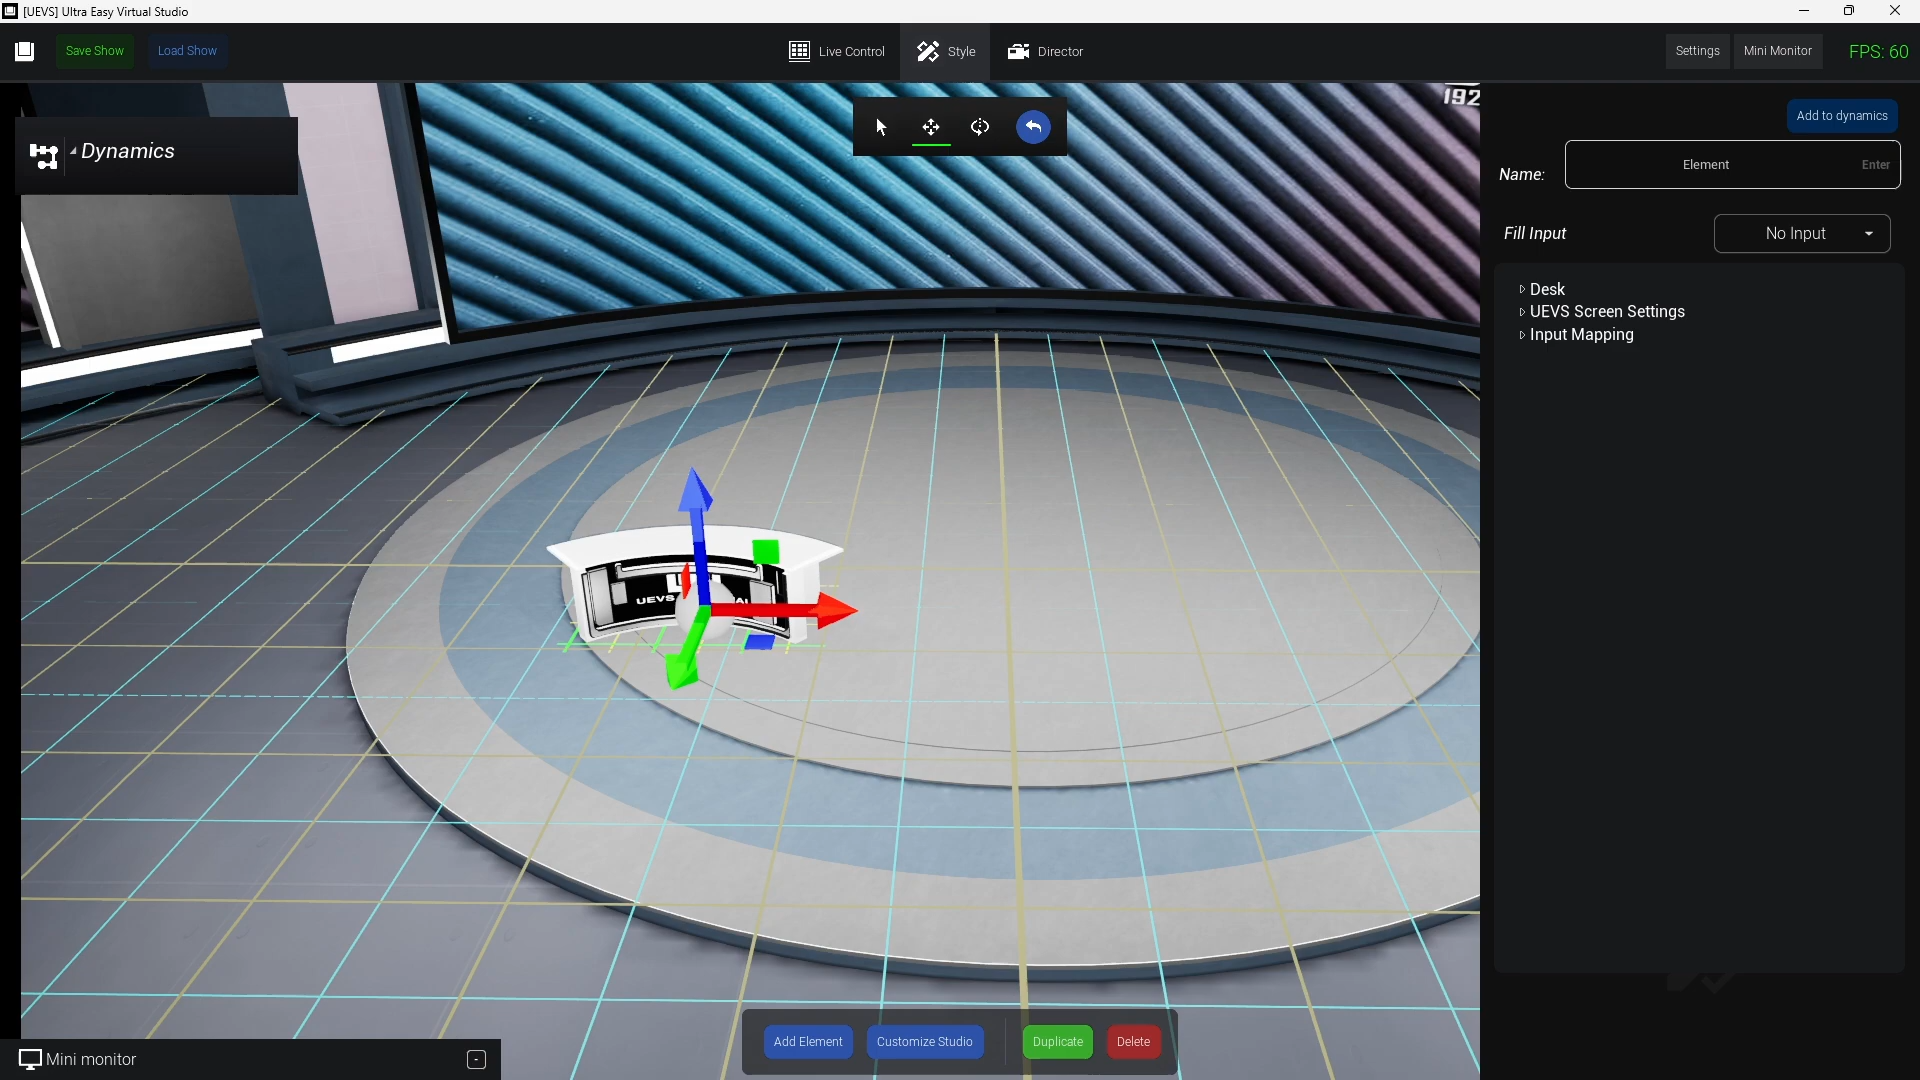 [UEVS] Ultra Easy Virtual Studio
Save Show
Load Show
Live Control
Style
Director
Settings
Mini Monitor
FPS: 60
192
Dynamics
Add to dynamics
Name:
Element
Enter
Fill Input
No Input
Desk
UEVS Screen Settings
Input Mapping
UEVS
Add Element
Customize Studio
Duplicate
Delete
Mini monitor